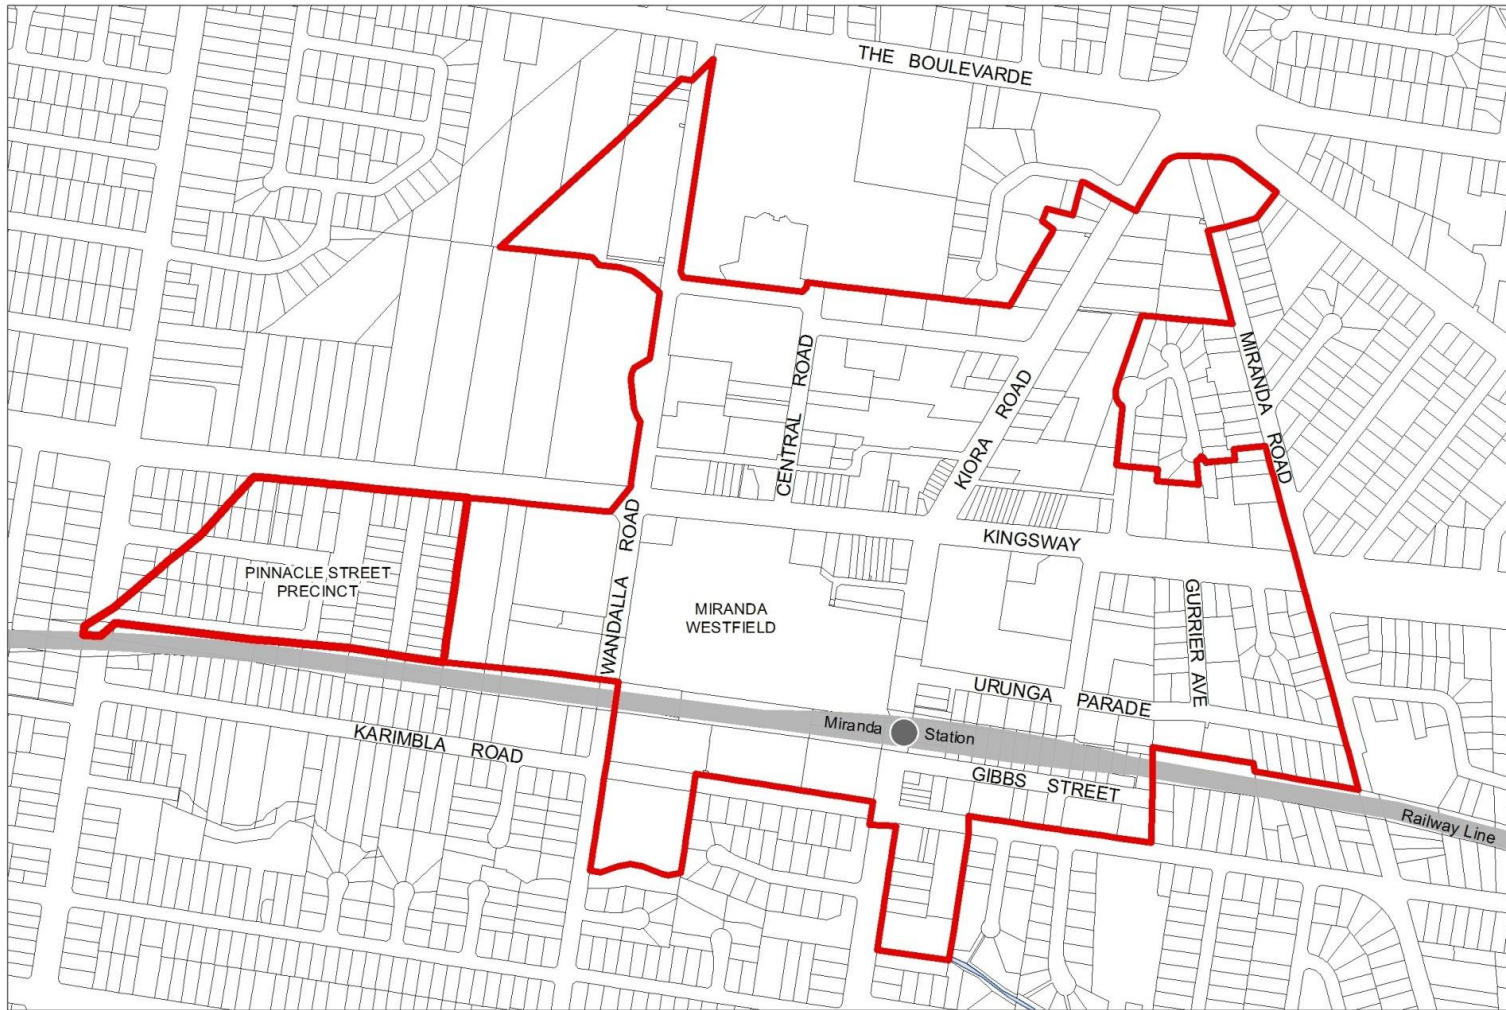 THE BOULEVARDE
CENTRAL ROAD
KIORA ROAD
MIRANDA ROAD
WANDALLA ROAD
KINGSWAY
PINNACLE STREET
PRECINCT
MIRANDA
WESTFIELD
GURRIER AVE
URUNGA PARADE
Miranda Station
KARIMBLA ROAD
GIBBS STREET
Railway Line